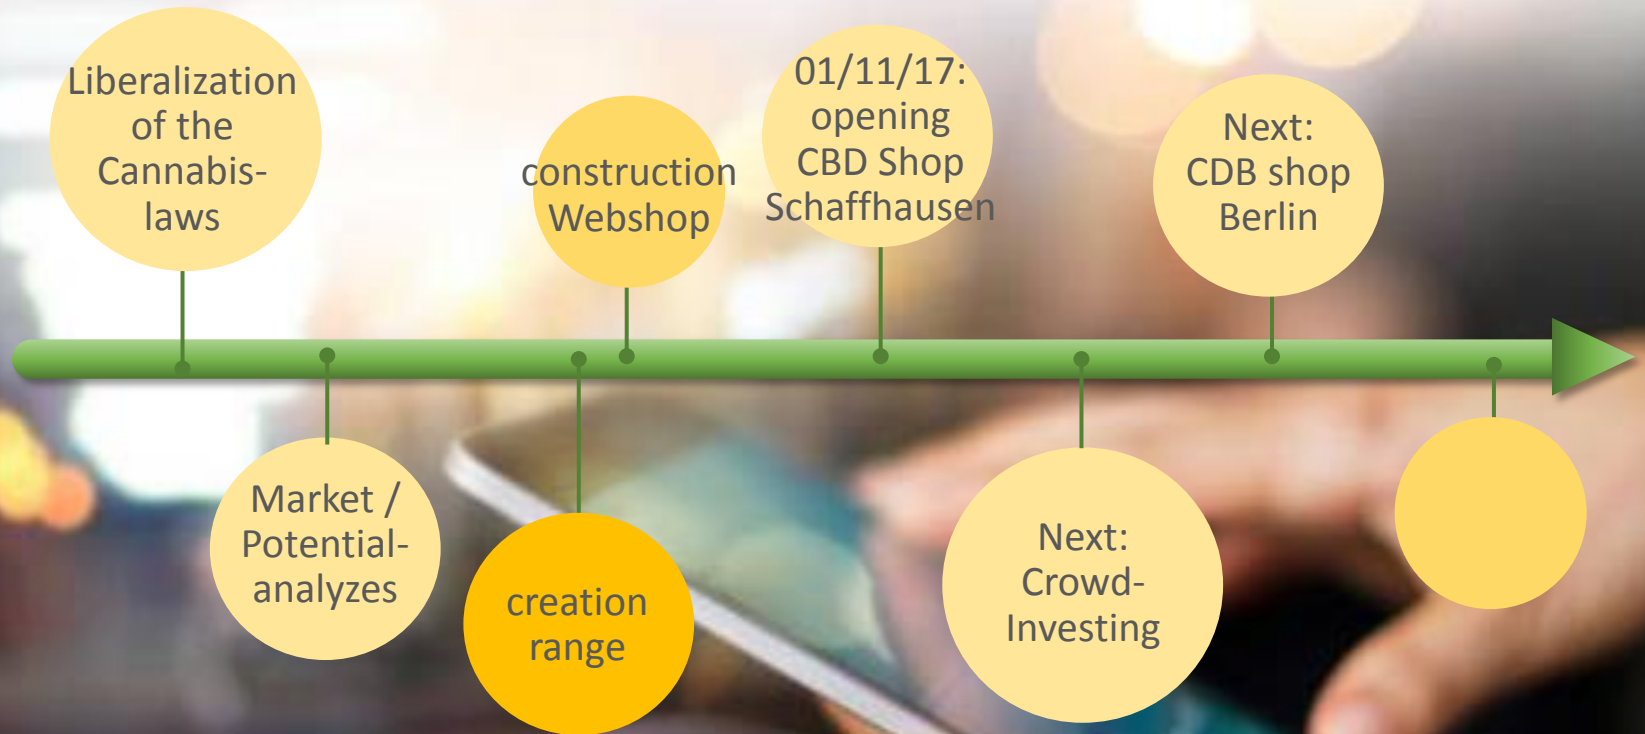 Liberalization
of the
Cannabis-
laws
Market /
Potential-
analyzes
creation
range
construction
Webshop
01/11/17:
opening
CBD Shop
Schaffhausen
Next:
Crowd-
Investing
Next:
CDB shop
Berlin